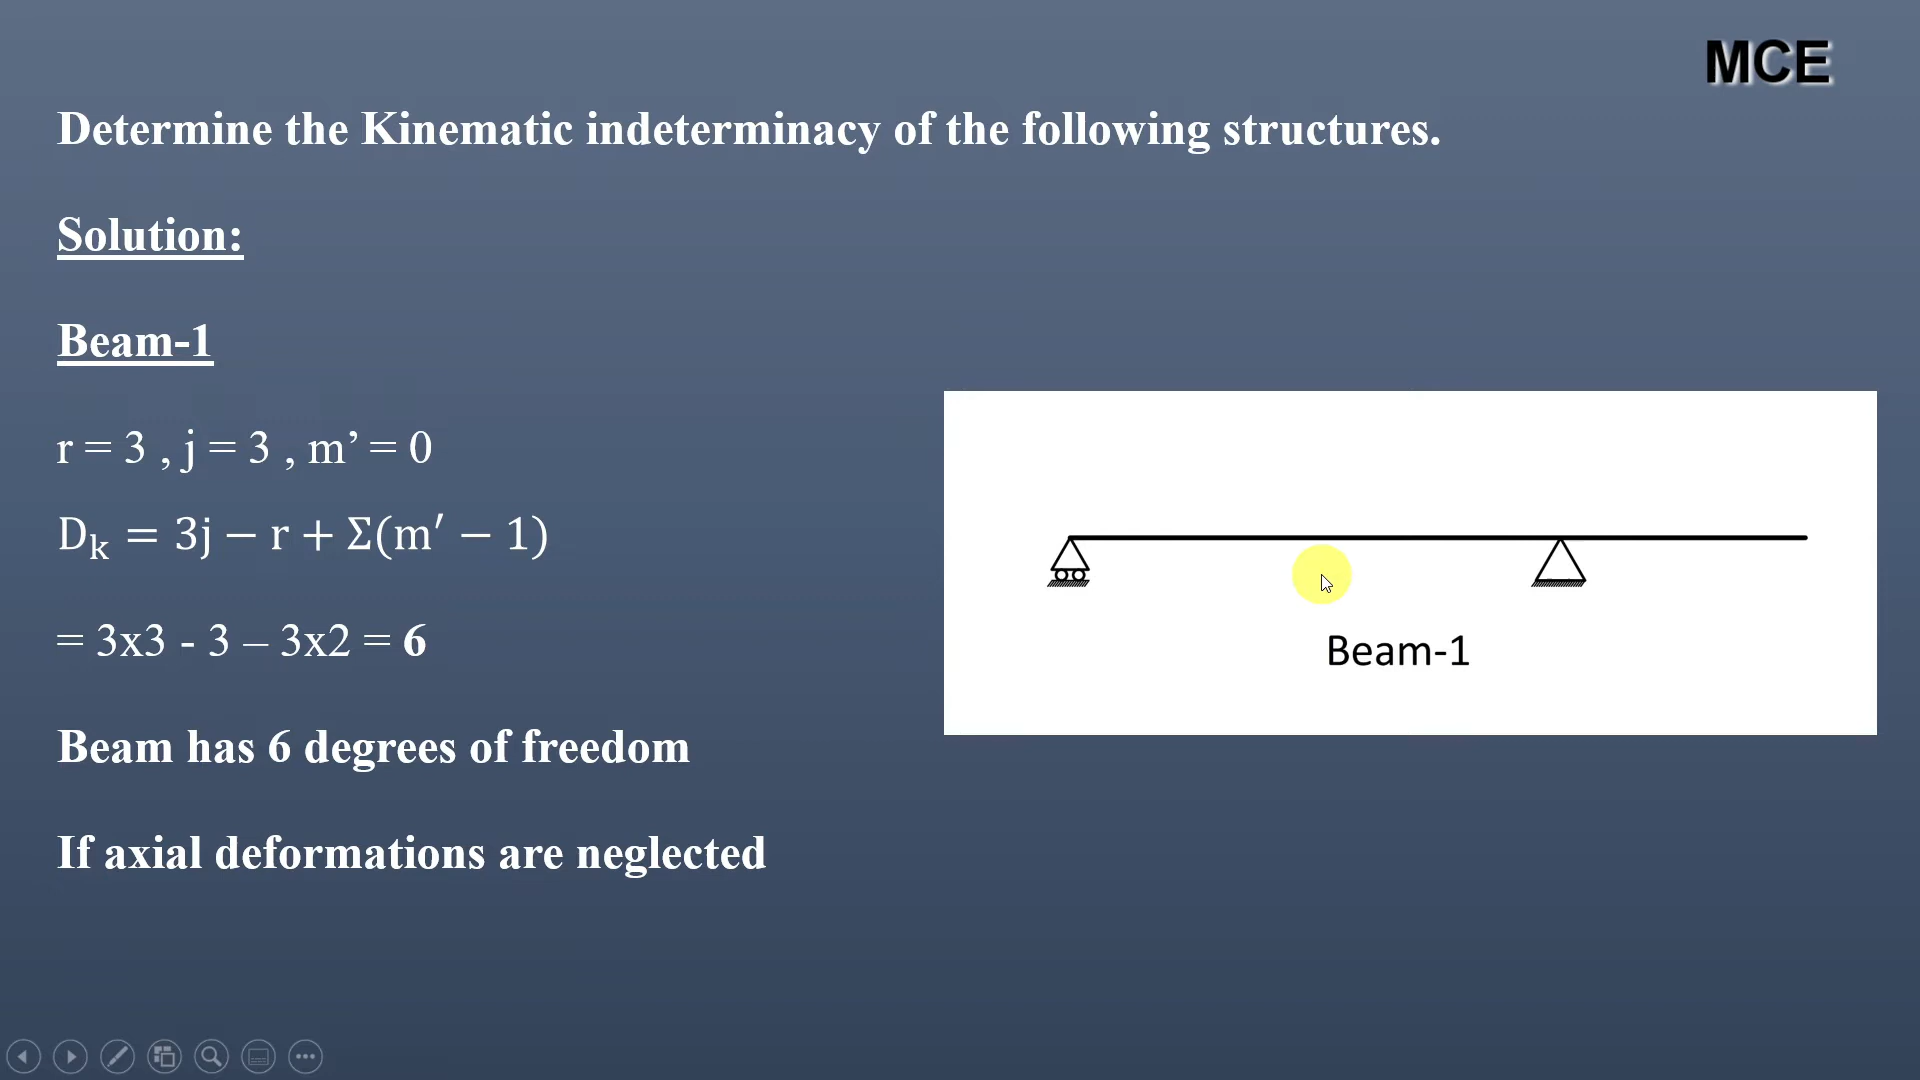 MCE
Determine the Kinematic indeterminacy of the following structures.
Solution:
Beam-1
r = 3 , j = 3 , m’ = 0
Dₖ = 3j − r + Σ(m′ − 1)
= 3x3 - 3 – 3x2 = 6
Beam has 6 degrees of freedom
If axial deformations are neglected
Beam-1